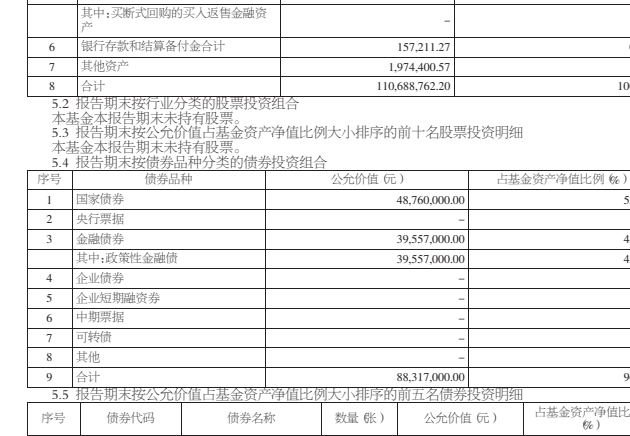 其中:买断式回购的买入返售金融资
产 –
6 银行存款和结算备付金合计 157,211.27
7 其他资产 1,974,400.57
8 合计 110,688,762.20 10
5.2 报告期末按行业分类的股票投资组合
本基金本报告期末未持有股票。
5.3 报告期末按公允价值占基金资产净值比例大小排序的前十名股票投资明细
本基金本报告期末未持有股票。
5.4 报告期末按债券品种分类的债券投资组合
序号 债券品种 公允价值(元) 占基金资产净值比例(%)
1 国家债券 48,760,000.00 5
2 央行票据 – –
3 金融债券 39,557,000.00 4
其中:政策性金融债 39,557,000.00 4
4 企业债券 – –
5 企业短期融资券 – –
6 中期票据 – –
7 可转债 – –
8 其他 – –
9 合计 88,317,000.00 9
5.5 报告期末按公允价值占基金资产净值比例大小排序的前五名债券投资明细
序号 债券代码 债券名称 数量(张) 公允价值(元) 占基金资产净值比
(%)